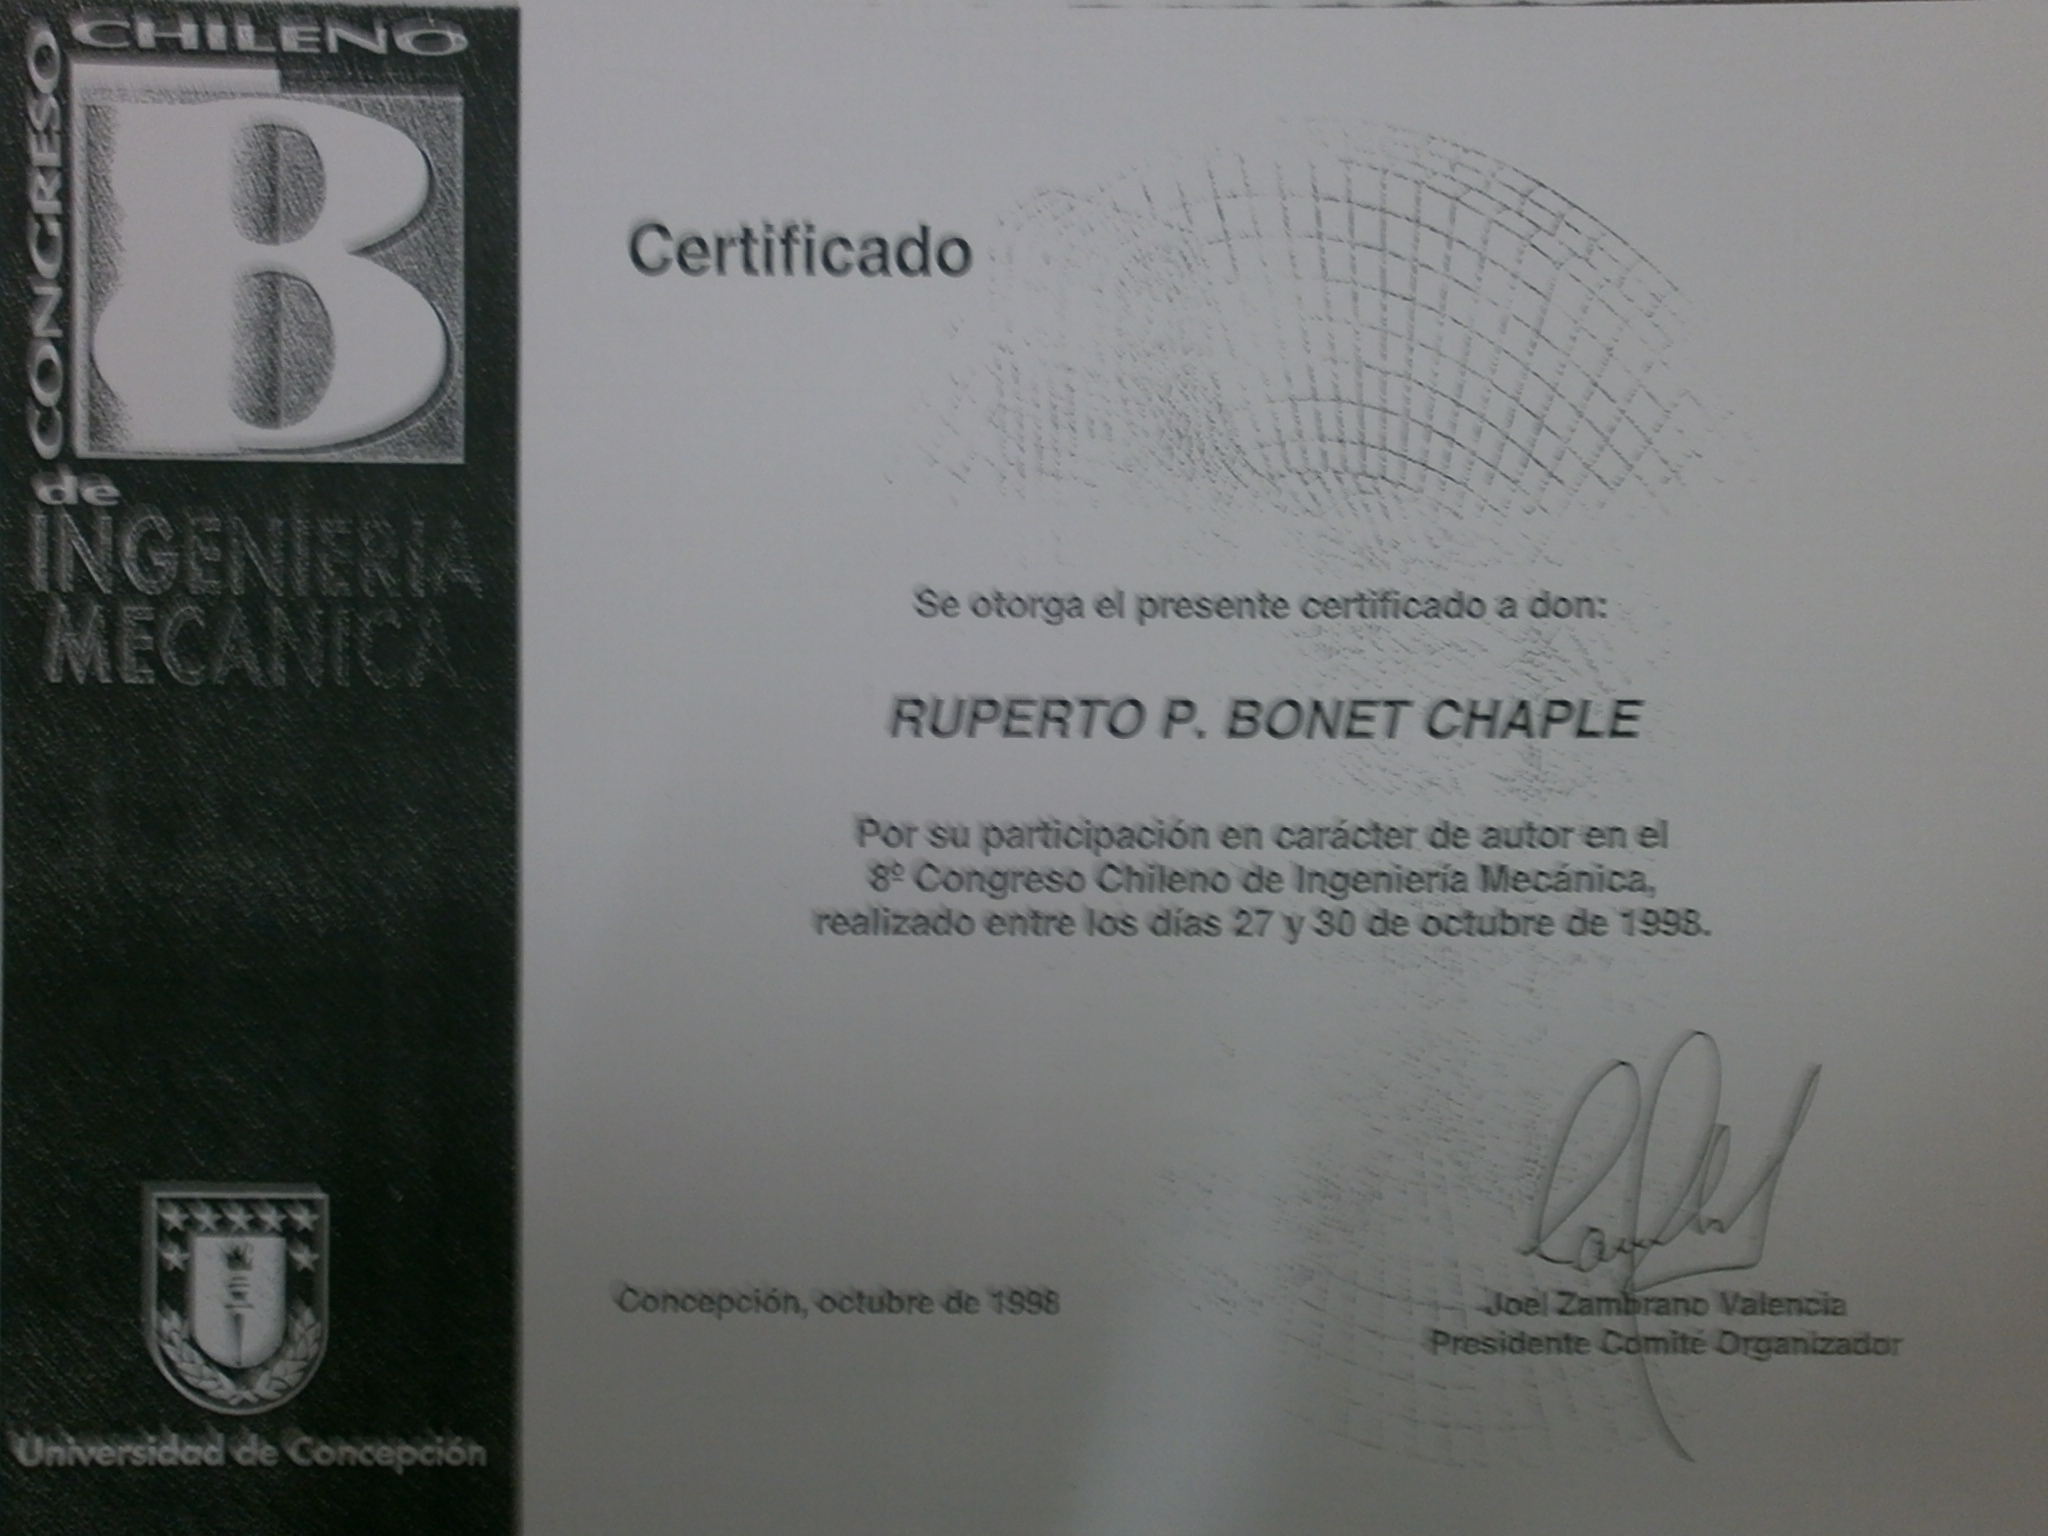 CONGRESO
CHILENO
8
de
INGENIERIA
MECANICA
Universidad de Concepción
Certificado
Se otorga el presente certificado a don:
RUPERTO P. BONET CHAPLE
Por su participación en carácter de autor en el
8º Congreso Chileno de Ingeniería Mecánica,
realizado entre los días 27 y 30 de octubre de 1998.
Concepción, octubre de 1998
Joel Zambrano Valencia
Presidente Comité Organizador